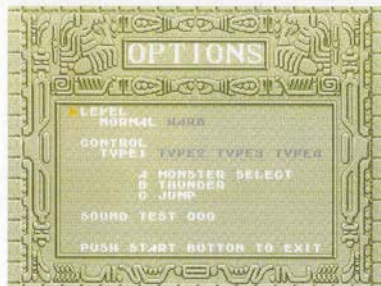 OPTIONS
LEVEL
NORMAL HARD
CONTROL
TYPE1 TYPE2 TYPE3 TYPE4
A MONSTER SELECT
B THUNDER
C JUMP
SOUND TEST 000
PUSH START BUTTON TO EXIT